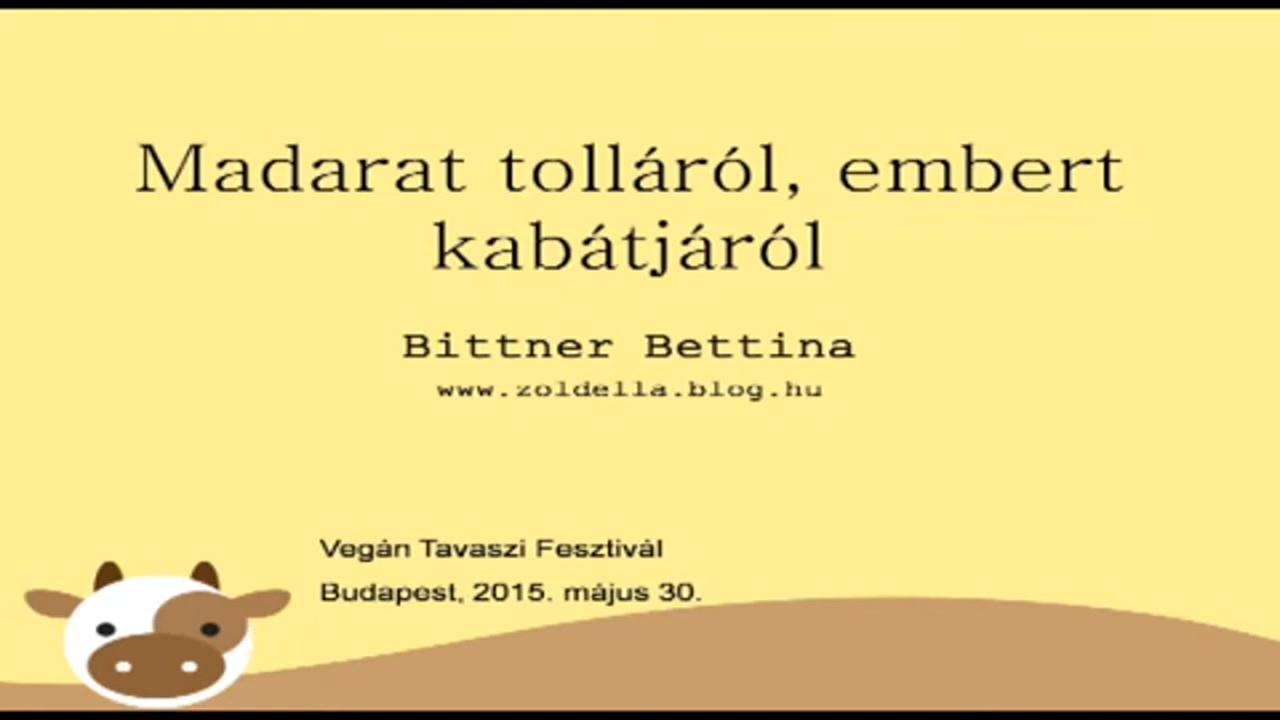 Madarat tolláról, embert
kabátjáról
Bittner Bettina
www.zoldella.blog.hu
Vegán Tavaszi Fesztivál
Budapest, 2015. május 30.